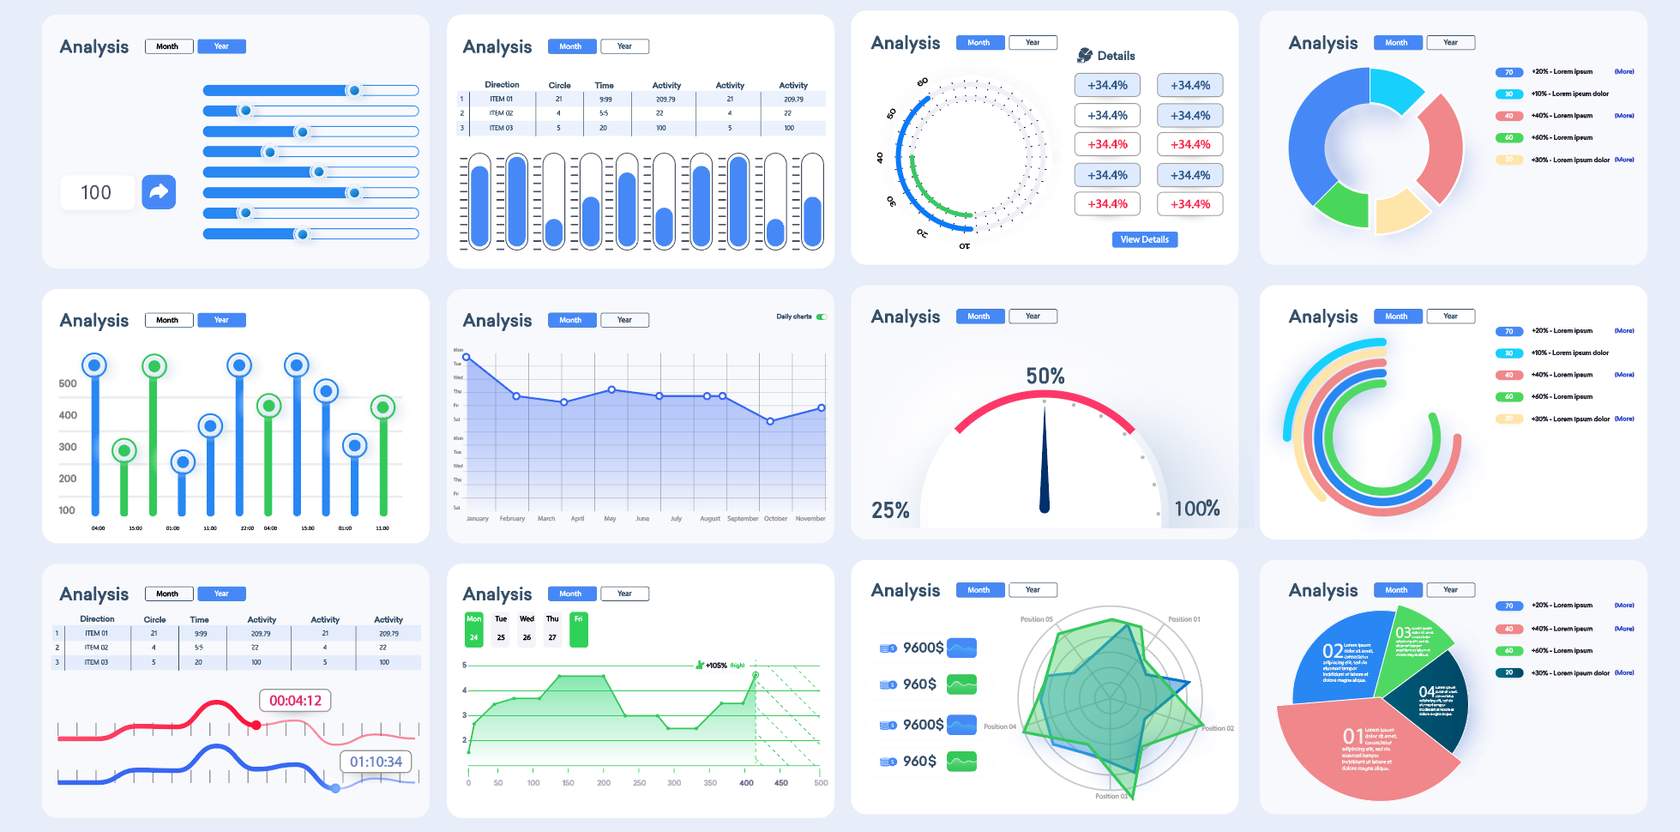 Analysis Month Year
100
Analysis Month Year
Direction Circle Time Activity Activity Activity
1 ITEM 01 21 9:99 209.79 21 209.79
2 ITEM 02 4 5:5 22 4 22
3 ITEM 03 5 20 100 5 100
Analysis Month Year
Details
60
50
40
30
20
10
+34.4% +34.4%
+34.4% +34.4%
+34.4% +34.4%
+34.4% +34.4%
+34.4% +34.4%
View Details
Analysis Month Year
70 +20% - Lorem ipsum (More)
30 +10% - Lorem ipsum dolor
40 +40% - Lorem ipsum (More)
60 +60% - Lorem ipsum
+30% - Lorem ipsum dolor (More)
Analysis Month Year
500
400
300
200
100
04:00 15:00 01:00 11:00 22:00 04:00 15:00 01:00 11:00
Analysis Month Year
Daily charts
Mon
Tue
Wed
Thu
Fri
Sat
Mon
Tue
Wed
Thu
Fri
Sat
January February March April May June July August September October November
Analysis Month Year
50%
25%
100%
Analysis Month Year
70 +20% - Lorem ipsum (More)
30 +10% - Lorem ipsum dolor
40 +40% - Lorem ipsum (More)
60 +60% - Lorem ipsum
+30% - Lorem ipsum dolor (More)
Analysis Month Year
Direction Circle Time Activity Activity Activity
1 ITEM 01 21 9:99 209.79 21 209.79
2 ITEM 02 4 5:5 22 4 22
3 ITEM 03 5 20 100 5 100
00:04:12
01:10:34
Analysis Month Year
Mon Tue Wed Thu Fri
24 25 26 27
+105%
5
4
3
2
0 50 100 150 200 250 300 350 400 450 500
Analysis Month Year
9600$
960$
9600$
960$
Position 05
Position 01
Position 04
Position 02
Position 03
Analysis Month Year
70 +20% - Lorem ipsum (More)
40 +40% - Lorem ipsum dolor (More)
60 +60% - Lorem ipsum
20 +30% - Lorem ipsum dolor (More)
02
03
04
01